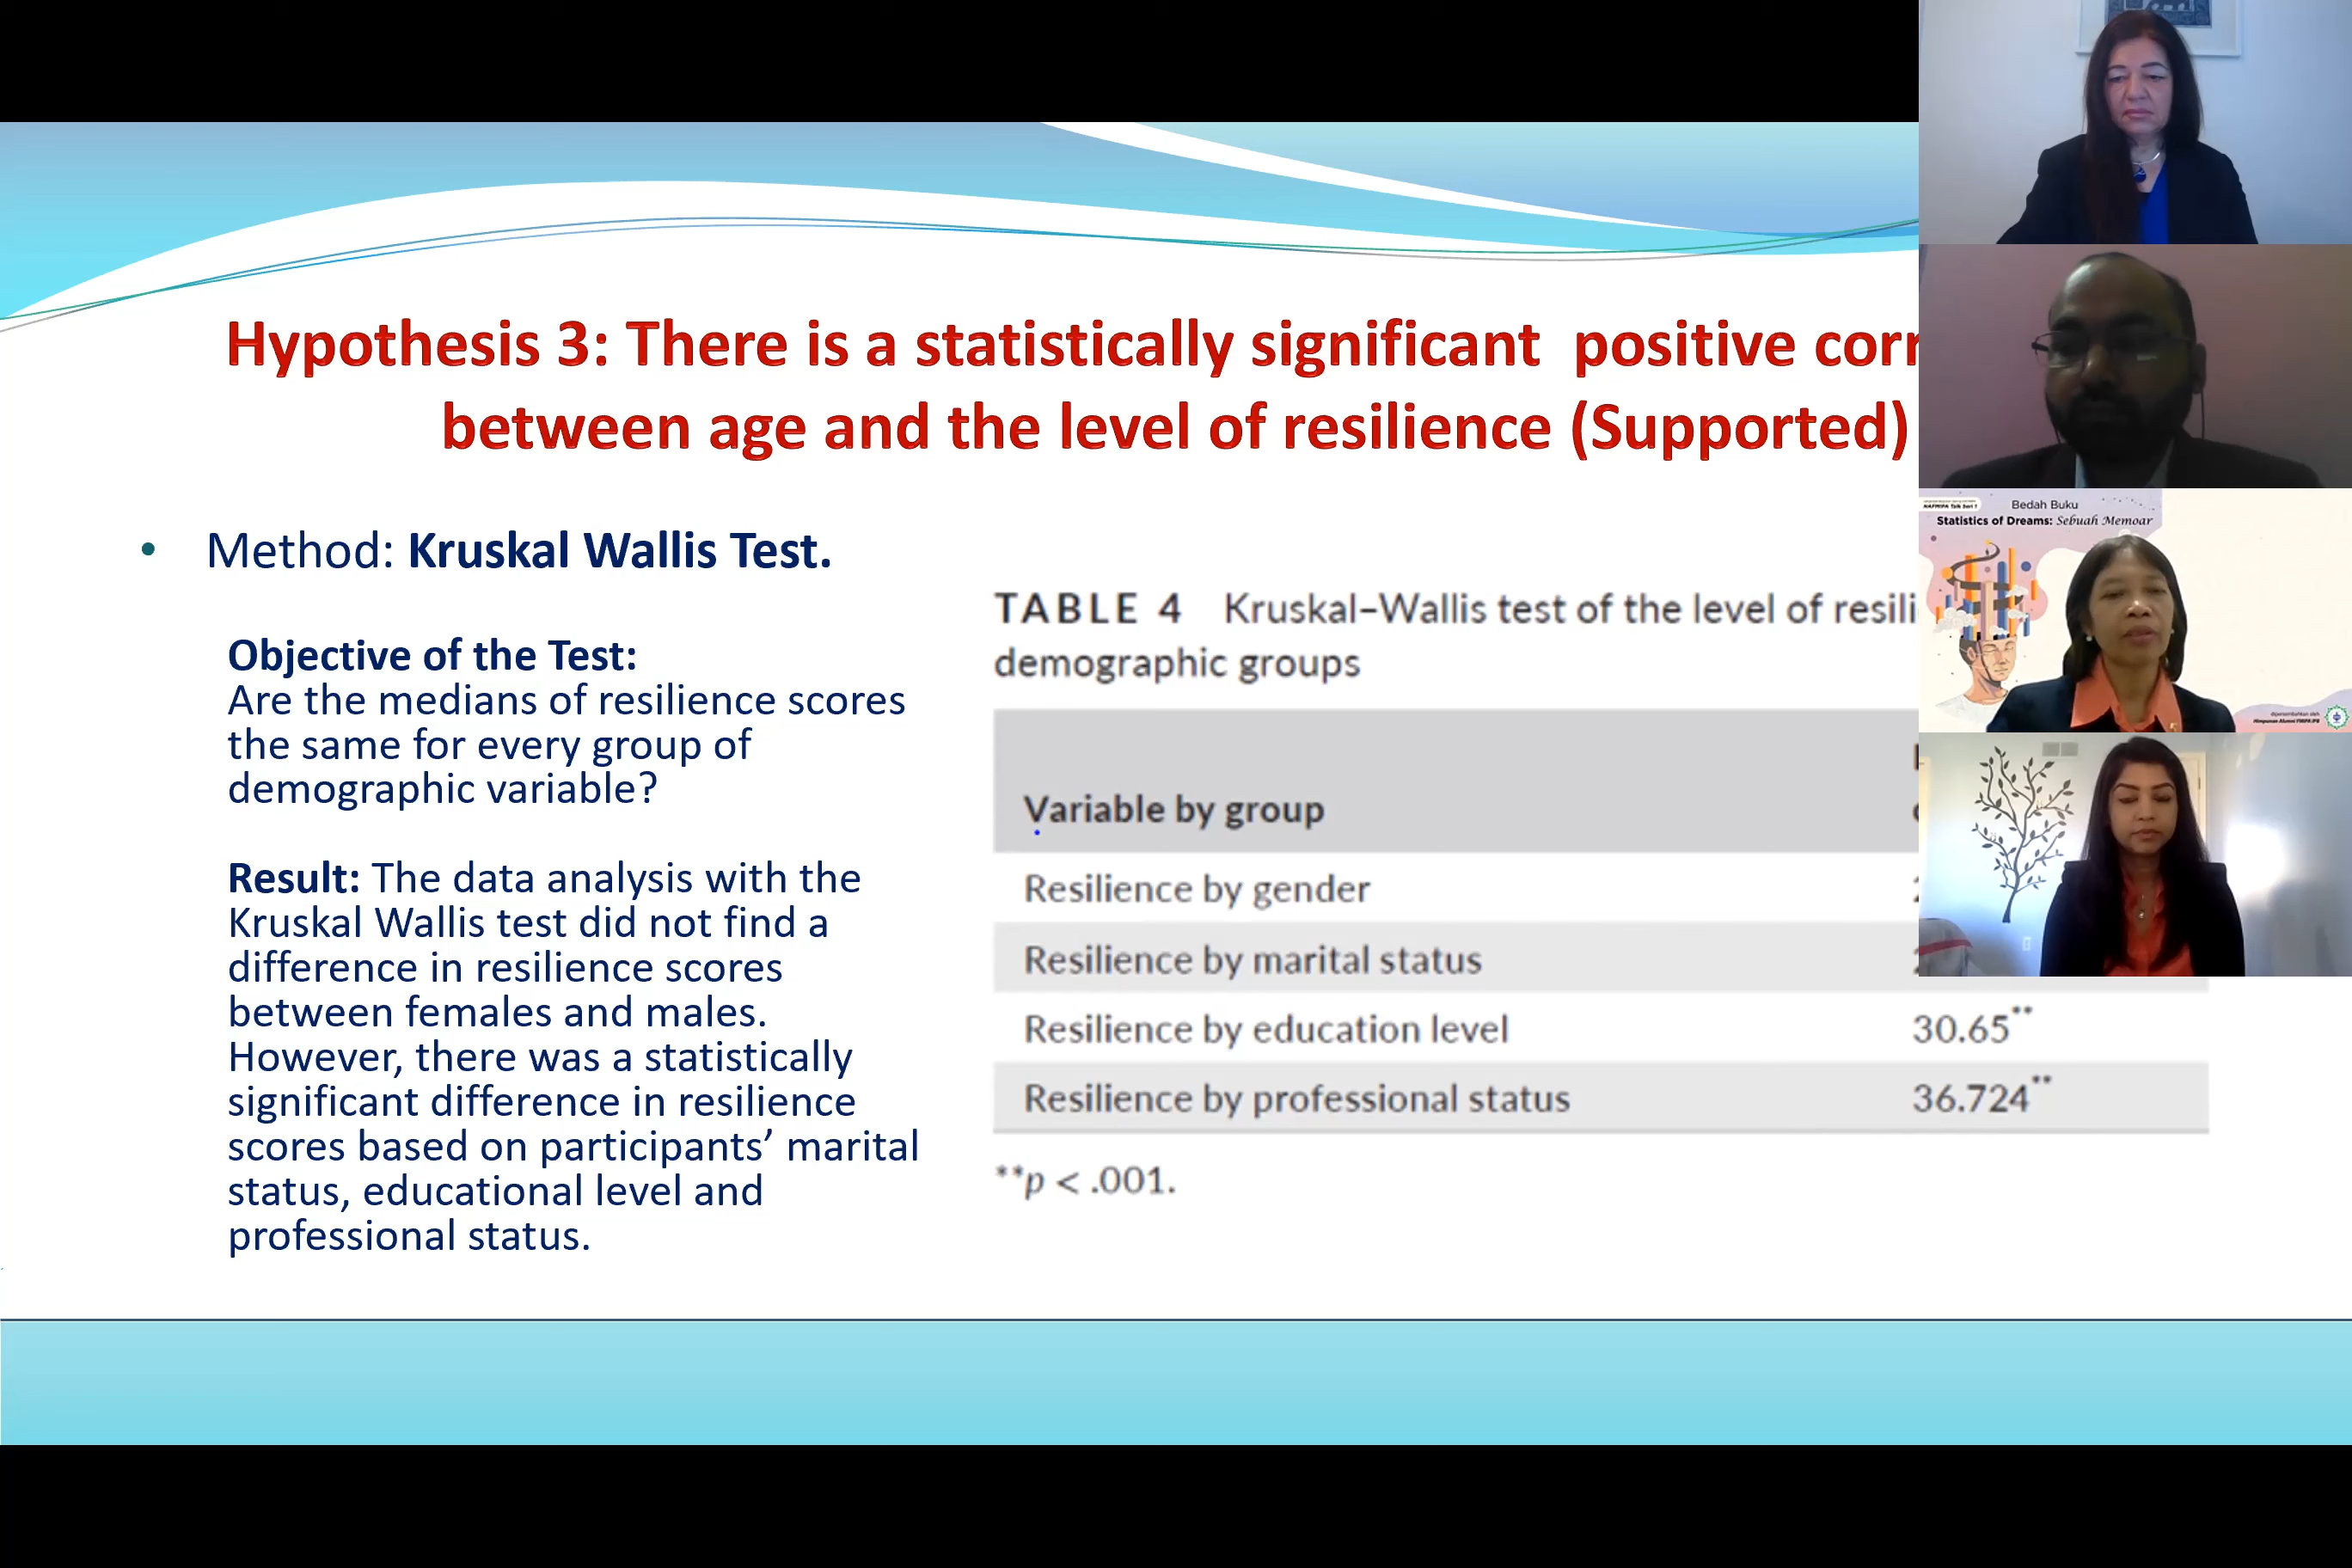 Hypothesis 3: There is a statistically significant positive corr
between age and the level of resilience (Supported)
• Method: Kruskal Wallis Test.
Objective of the Test:
Are the medians of resilience scores
the same for every group of
demographic variable?
Result: The data analysis with the
Kruskal Wallis test did not find a
difference in resilience scores
between females and males.
However, there was a statistically
significant difference in resilience
scores based on participants’ marital
status, educational level and
professional status.
TABLE 4 Kruskal–Wallis test of the level of resili
demographic groups
Variable by group
Resilience by gender
Resilience by marital status
Resilience by education level 30.65**
Resilience by professional status 36.724**
**p < .001.
Bedah Buku
Statistics of Dreams: Sebuah Memoar